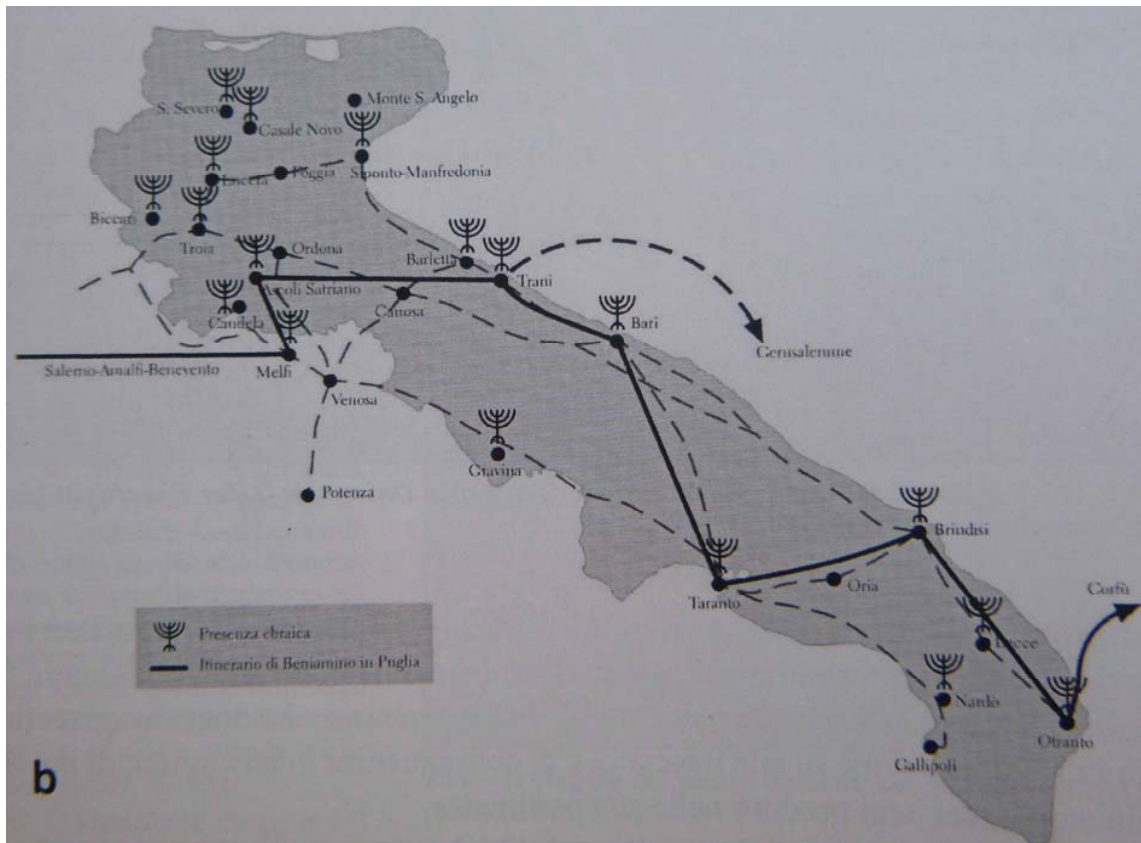 Monte S. Angelo
S. Severo
Casale Novo
Siponto-Manfredonia
Lucera
Foggia
Biccari
Troia
Ordona
Barletta
Trani
Ascoli Satriano
Canosa
Candela
Bari
Gerusalemme
Salerno-Amalfi-Benevento
Melfi
Venosa
Gravina
Potenza
Brindisi
Taranto
Oria
Corfù
Lecce
Nardò
Otranto
Gallipoli
Presenza ebraica
Itinerario di Beniamino in Puglia
b